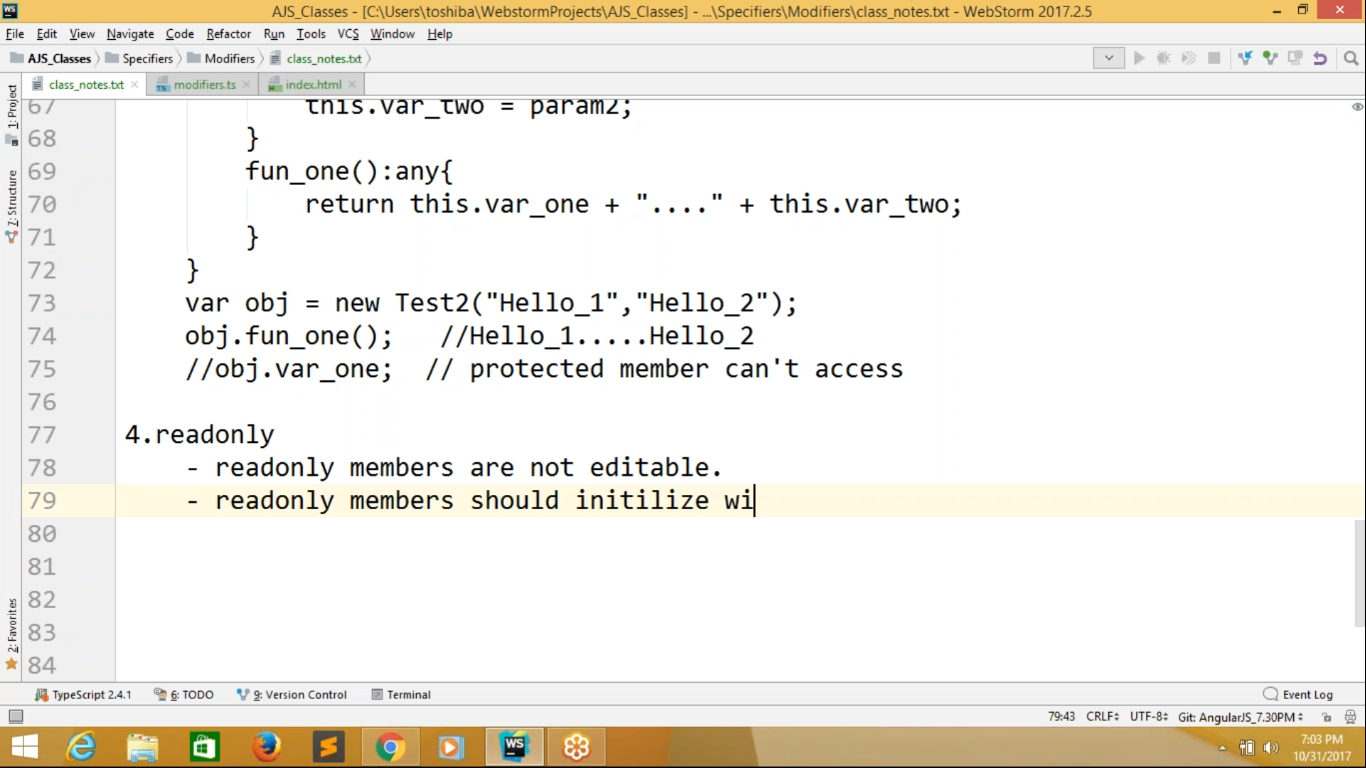 WS AJS_Classes - [C:\Users\toshiba\WebstormProjects\AJS_Classes] - ...\Specifiers\Modifiers\class_notes.txt - WebStorm 2017.2.5
File Edit View Navigate Code Refactor Run Tools VCS Window Help
AJS_Classes Specifiers Modifiers class_notes.txt
class_notes.txt modifiers.ts index.html
1: Project
7: Structure
2: Favorites
67 this.var_two = param2;
68 }
69 fun_one():any{
70 return this.var_one + "...." + this.var_two;
71 }
72 }
73 var obj = new Test2("Hello_1","Hello_2");
74 obj.fun_one(); //Hello_1.....Hello_2
75 //obj.var_one; // protected member can't access
76
77 4.readonly
78 - readonly members are not editable.
79 - readonly members should initilize wi
80
81
82
83
84
TypeScript 2.4.1 6: TODO 9: Version Control Terminal Event Log
79:43 CRLF UTF-8 Git: AngularJS_7.30PM
WS 7:03 PM
10/31/2017